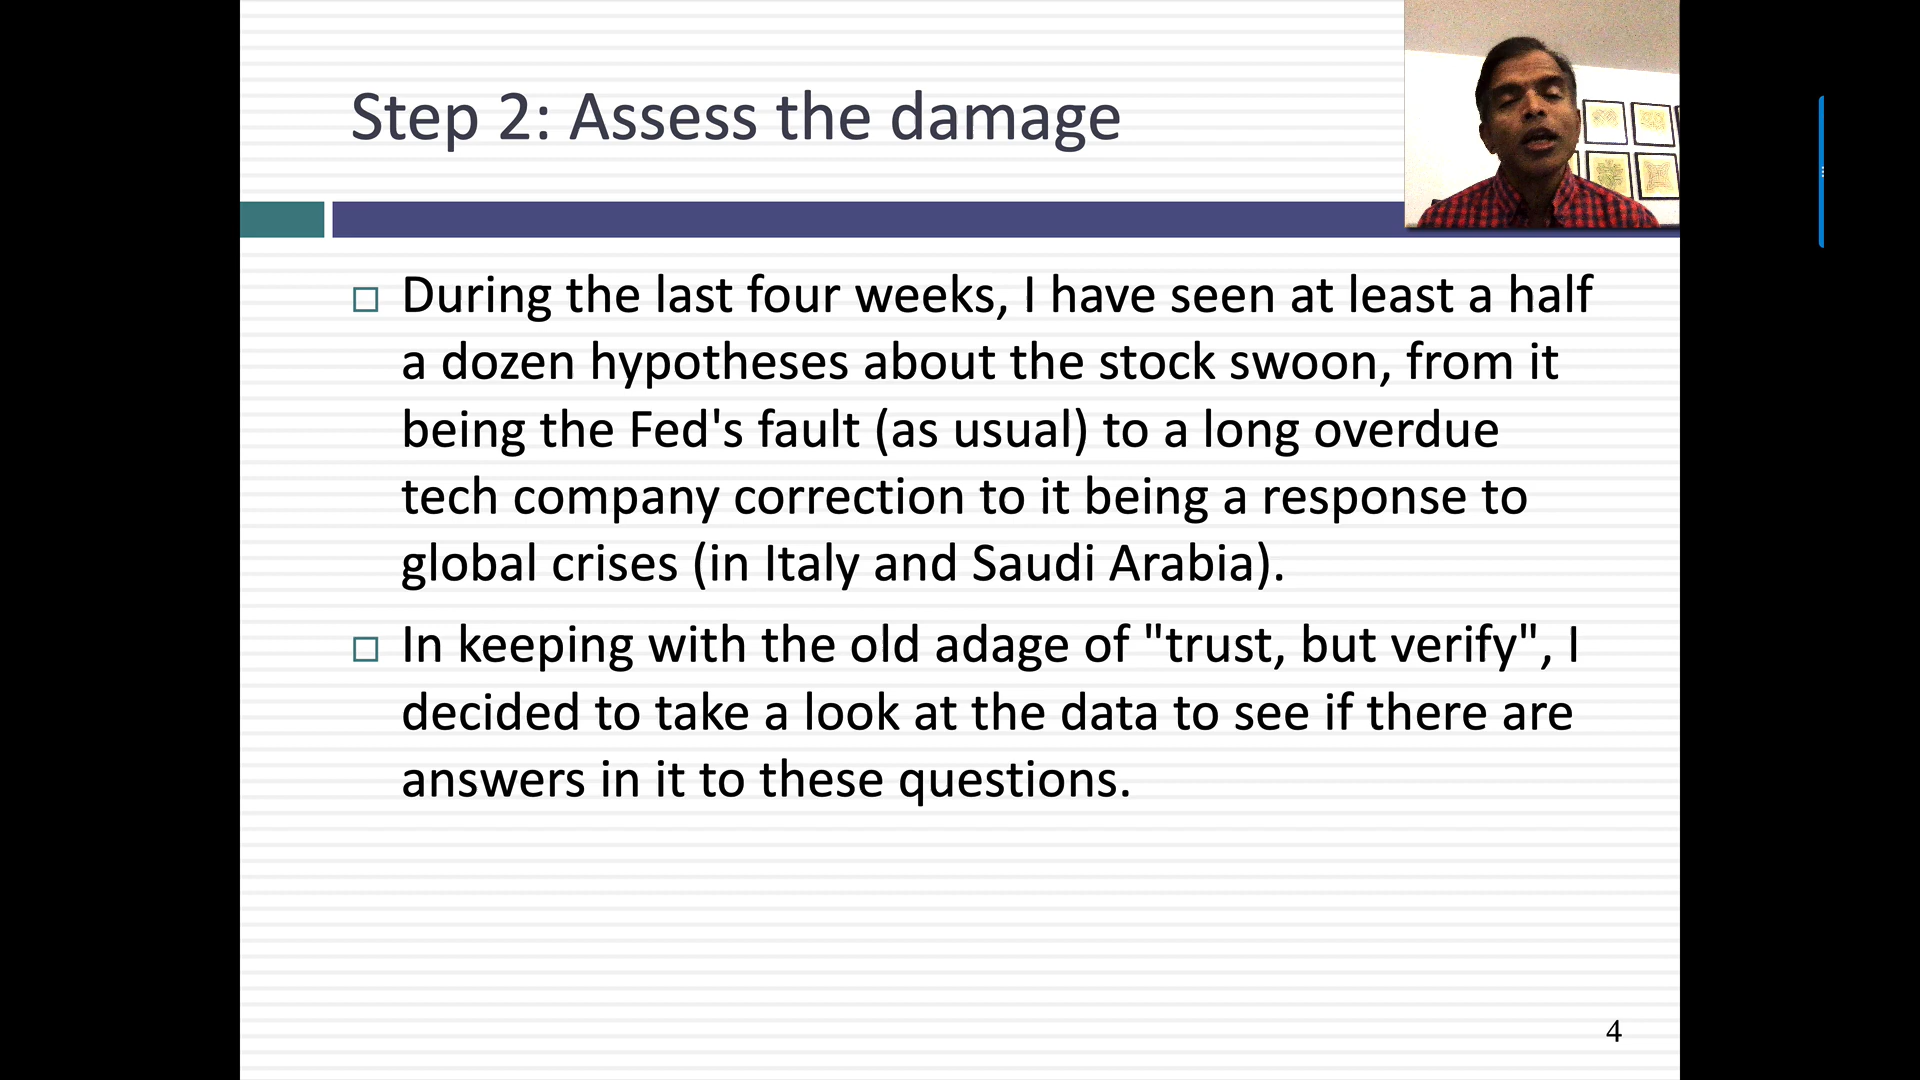 Step 2: Assess the damage
During the last four weeks, I have seen at least a half
a dozen hypotheses about the stock swoon, from it
being the Fed's fault (as usual) to a long overdue
tech company correction to it being a response to
global crises (in Italy and Saudi Arabia).
In keeping with the old adage of "trust, but verify", I
decided to take a look at the data to see if there are
answers in it to these questions.
4